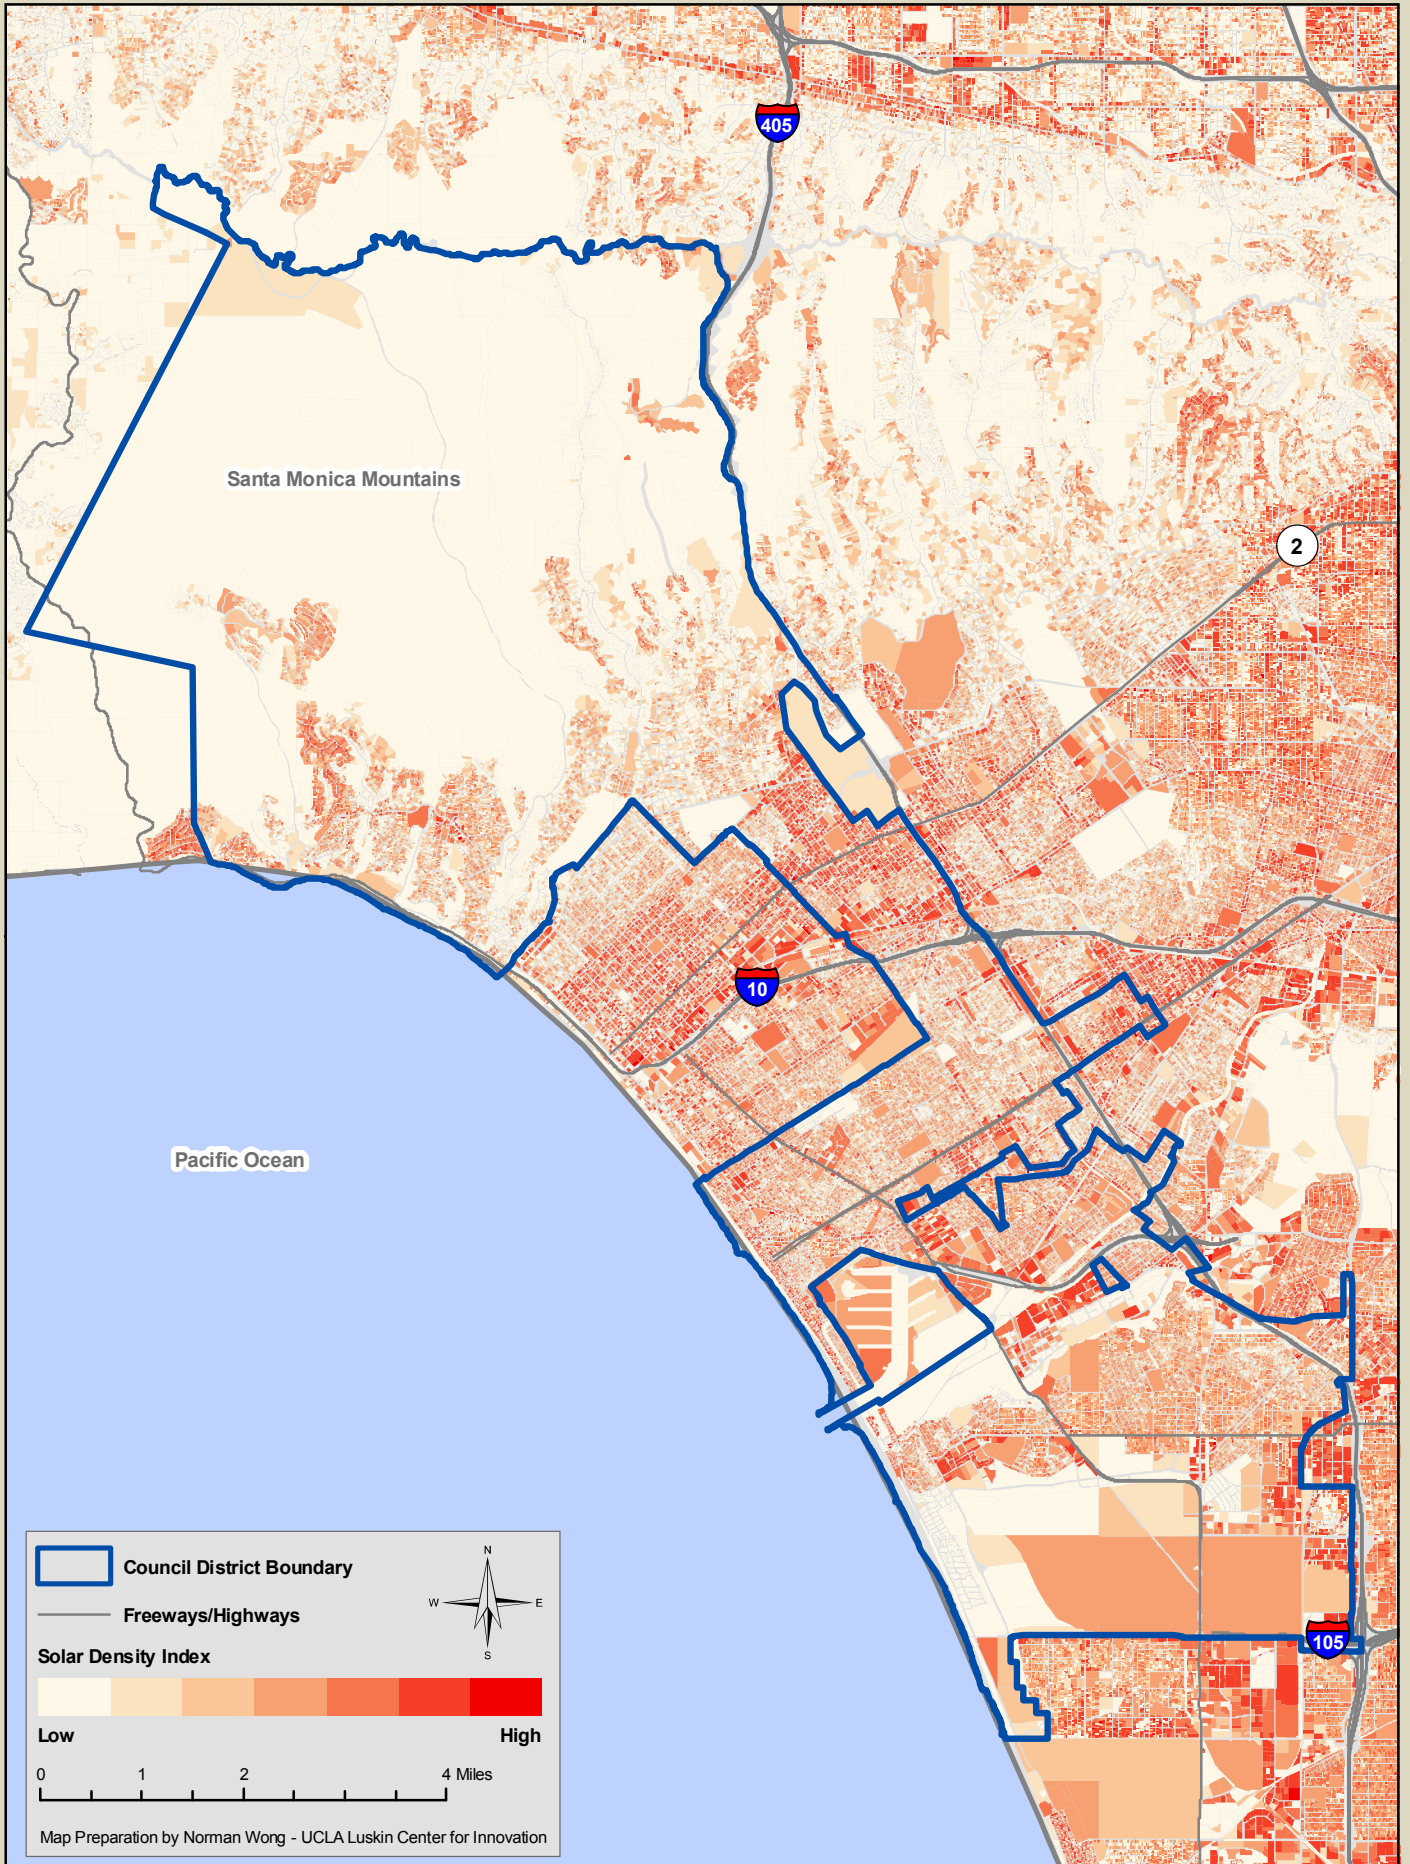 405
Santa Monica Mountains
2
10
Pacific Ocean
105
Council District Boundary
Freeways/Highways
N
W E
S
Solar Density Index
Low High
0 1 2 4 Miles
Map Preparation by Norman Wong - UCLA Luskin Center for Innovation